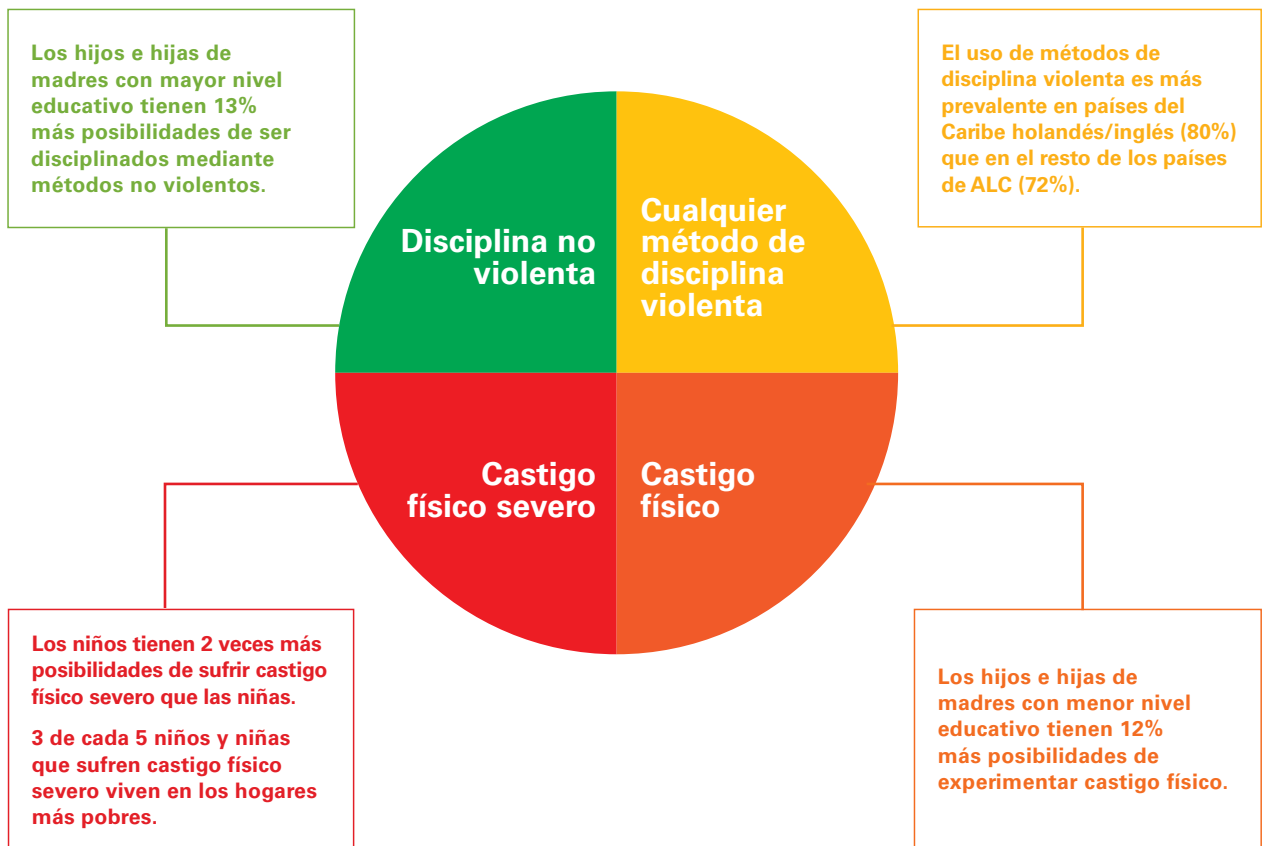 Los hijos e hijas de
madres con mayor nivel
educativo tienen 13%
más posibilidades de ser
disciplinados mediante
métodos no violentos.
El uso de métodos de
disciplina violenta es más
prevalente en países del
Caribe holandés/inglés (80%)
que en el resto de los países
de ALC (72%).
Disciplina no
violenta
Cualquier
método de
disciplina
violenta
Castigo
físico severo
Castigo
físico
Los niños tienen 2 veces más
posibilidades de sufrir castigo
físico severo que las niñas.
3 de cada 5 niños y niñas
que sufren castigo físico
severo viven en los hogares
más pobres.
Los hijos e hijas de
madres con menor nivel
educativo tienen 12%
más posibilidades de
experimentar castigo físico.